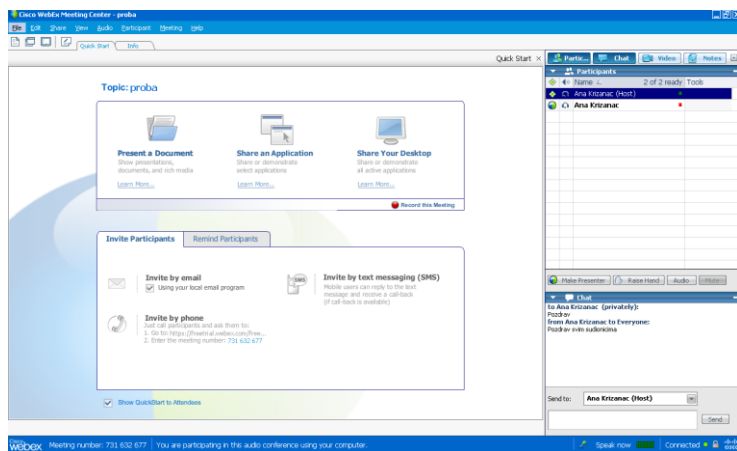 Cisco WebEx Meeting Center - proba
File Edit Share View Audio Participant Meeting Help
Quick Start Info
Quick Start ×
Topic: proba
Present a Document
Show presentations,
documents, and rich media
Learn More...
Share an Application
Share or demonstrate
select applications
Learn More...
Share Your Desktop
Share or demonstrate
all active applications
Learn More...
Record this Meeting
Invite Participants Remind Participants
Invite by email
Using your local email program
Invite by text messaging (SMS)
Mobile users can reply to the text
message and receive a call-back
(if call-back is available)
SMS
Invite by phone
Just call participants and ask them to:
1. Go to: https://freetrial.webex.com/free...
2. Enter the meeting number: 731 632 677
Show QuickStart to Attendees
Partic... Chat Video Notes
Participants
Name 2 of 2 ready Tools
Ana Krizanac (Host)
Ana Krizanac
Make Presenter Raise Hand Audio Mute
Chat
to Ana Krizanac (privately):
Pozdrav
from Ana Krizanac to Everyone:
Pozdrav svim sudionicima
Send to: Ana Krizanac (Host)
Send
Cisco webex Meeting number: 731 632 677 You are participating in this audio conference using your computer.
Speak now Connected cisco